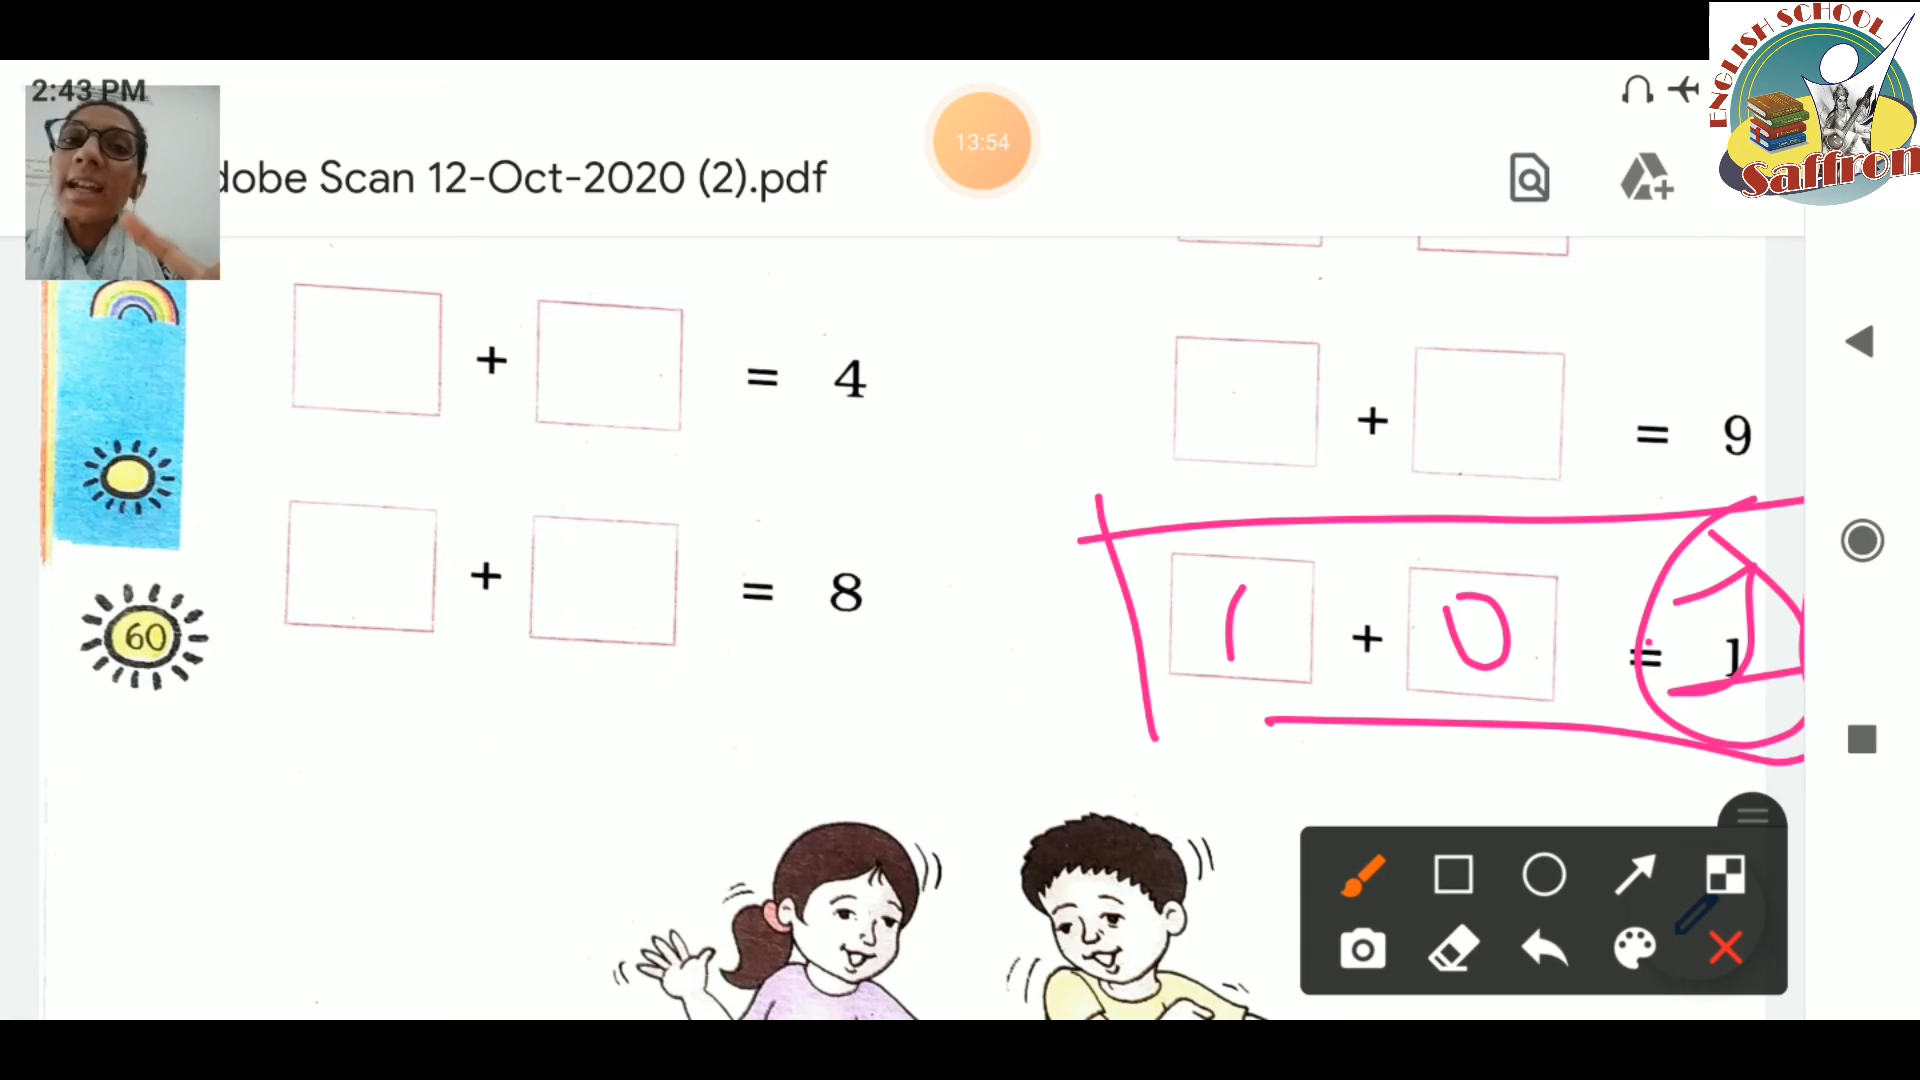 2:43 PM
dobe Scan 12-Oct-2020 (2).pdf
13:54
ENGLISH SCHOOL
Saffron
+ = 4
+ = 9
+ = 8
1 + 0 = 1
60